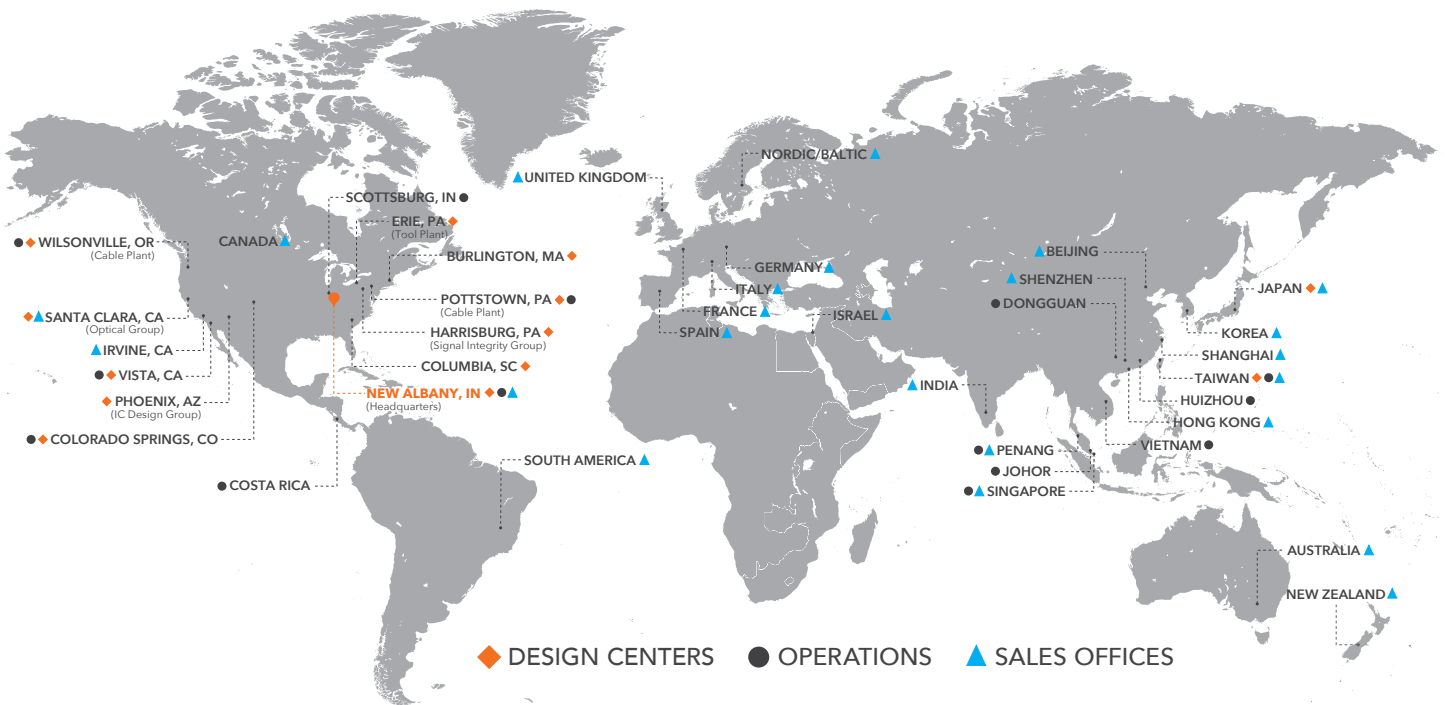 NORDIC/BALTIC
UNITED KINGDOM
SCOTTSBURG, IN
ERIE, PA
(Tool Plant)
WILSONVILLE, OR
(Cable Plant)
CANADA
BURLINGTON, MA
POTTSTOWN, PA
(Cable Plant)
SANTA CLARA, CA
(Optical Group)
HARRISBURG, PA
(Signal Integrity Group)
IRVINE, CA
COLUMBIA, SC
VISTA, CA
NEW ALBANY, IN
(Headquarters)
PHOENIX, AZ
(IC Design Group)
COLORADO SPRINGS, CO
COSTA RICA
SOUTH AMERICA
GERMANY
ITALY
FRANCE
SPAIN
ISRAEL
INDIA
BEIJING
SHENZHEN
DONGGUAN
JAPAN
KOREA
SHANGHAI
TAIWAN
HUIZHOU
HONG KONG
VIETNAM
PENANG
JOHOR
SINGAPORE
AUSTRALIA
NEW ZEALAND
DESIGN CENTERS
OPERATIONS
SALES OFFICES